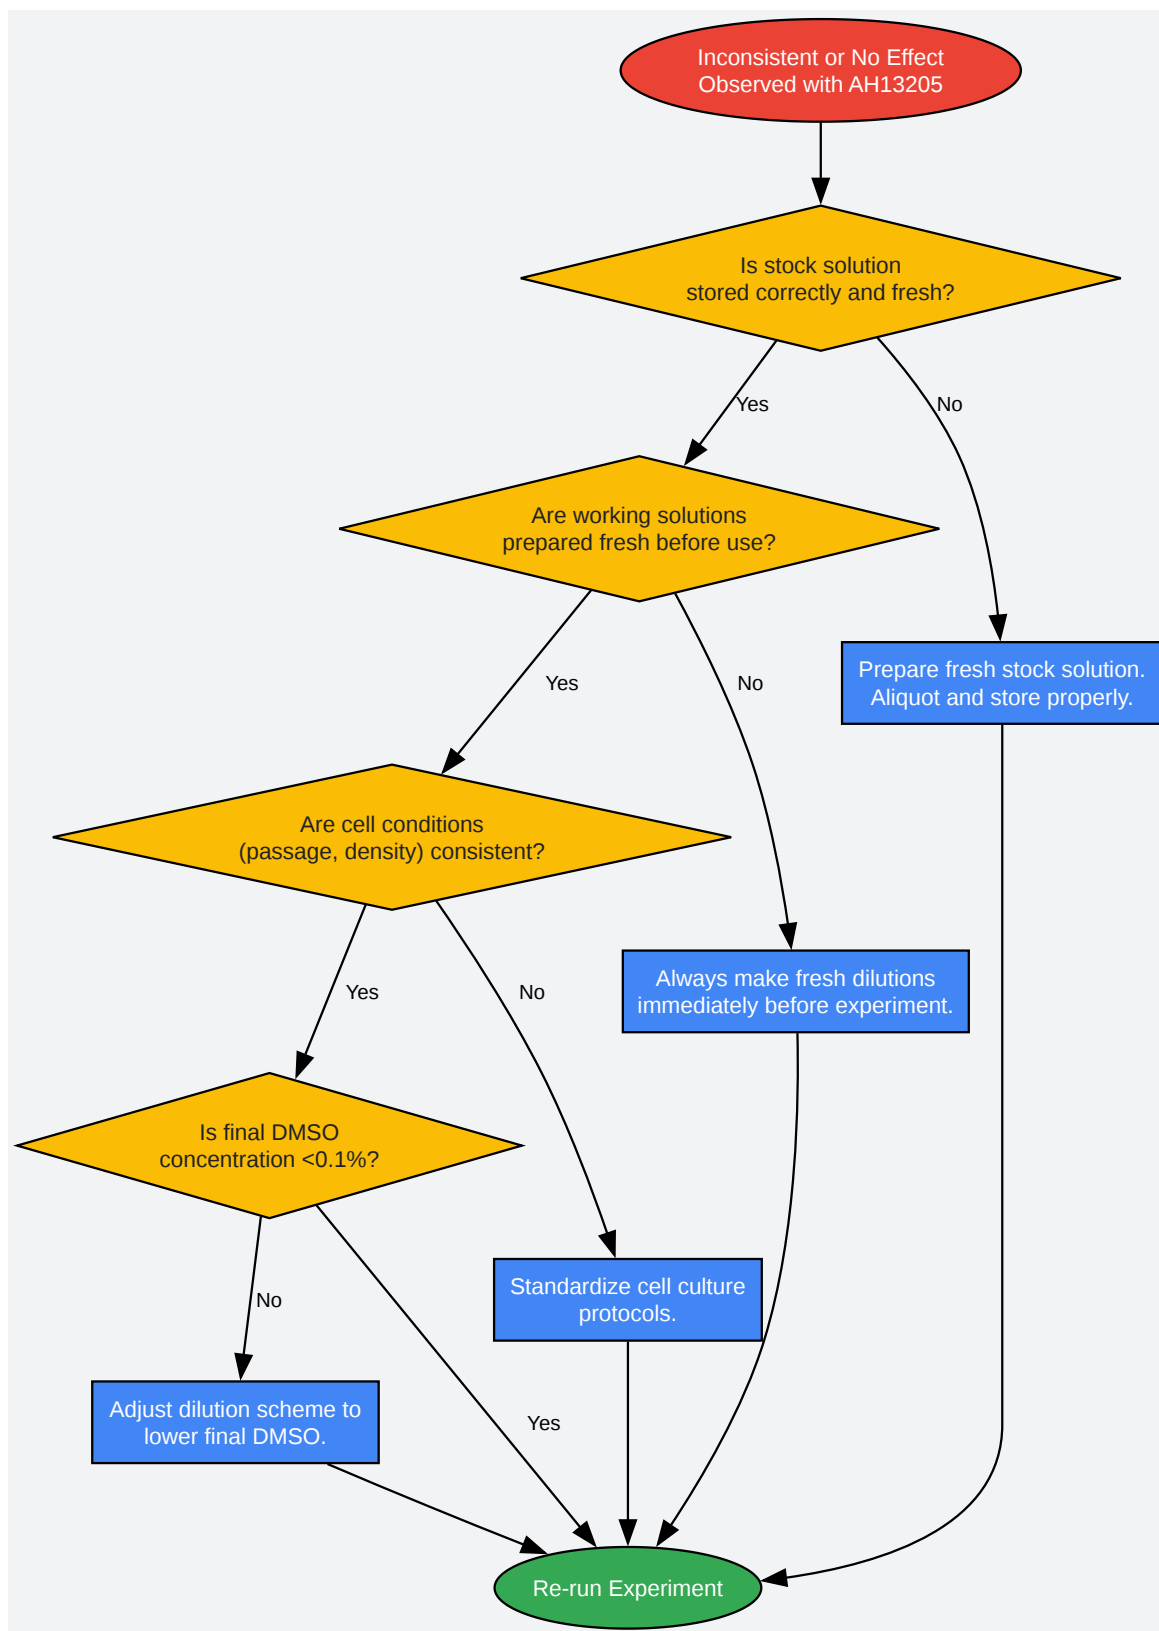 Inconsistent or No Effect
Observed with AH13205
Is stock solution
stored correctly and fresh?
Yes
No
Are working solutions
prepared fresh before use?
Yes
No
Prepare fresh stock solution.
Aliquot and store properly.
Are cell conditions
(passage, density) consistent?
Yes
No
Always make fresh dilutions
immediately before experiment.
Is final DMSO
concentration <0.1%?
No
Yes
Standardize cell culture
protocols.
Adjust dilution scheme to
lower final DMSO.
Re-run Experiment